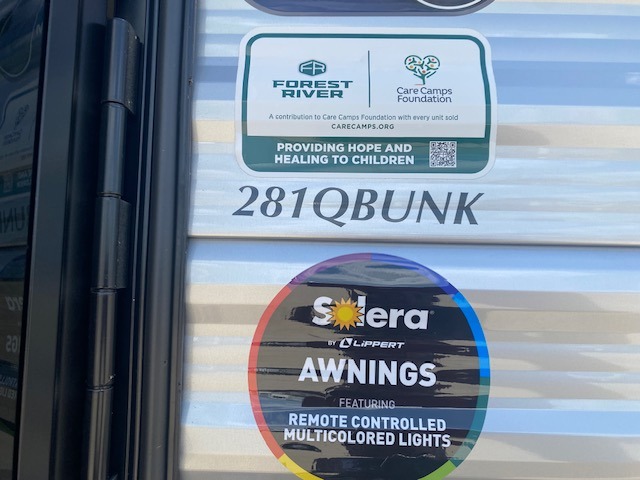 FOREST
RIVER
Care Camps
Foundation
A contribution to Care Camps Foundation with every unit sold
CARECAMPS.ORG
PROVIDING HOPE AND
HEALING TO CHILDREN
281QBUNK
Solera
BY LIPPERT
AWNINGS
FEATURING
REMOTE CONTROLLED
MULTICOLORED LIGHTS